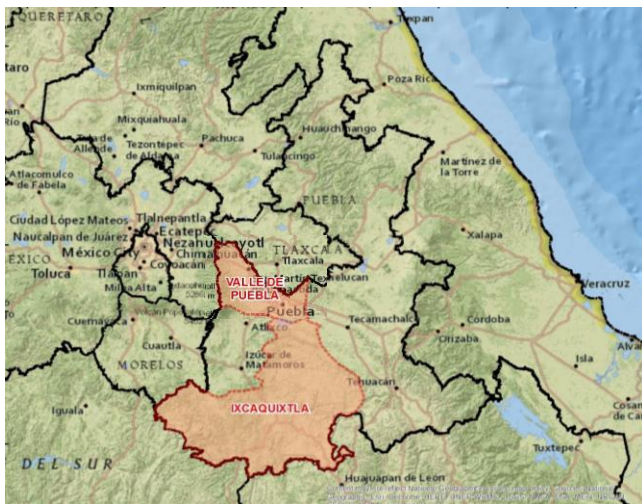 QUERETARO
Tuxpan
Poza Rica
Ixmiquilpan
Mixquiahuala
Huauchinango
Tula de
Allende
Tezontepec
de Aldama
Pachuca
Tulancingo
Martínez de
la Torre
Atlacomulco
de Fabela
PUEBLA
Ciudad López Mateos
Tlalnepantla
Naucalpan de Juárez
Ecatepec
Xalapa
TLAXCALA
México City
Tlaxcala
Toluca
Tlalpan
Coyoacán
Milpa Alta
VALLE DE
PUEBLA
Veracruz
Puebla
Cuernavaca
Atlixco
Tecamachalco
Córdoba
Orizaba
Cuautla
Izúcar de
Matamoros
MORELOS
Isla
Tehuacán
Iguala
IXCAQUIXTLA
DEL SUR
Tuxtepec
Huajuapan de León